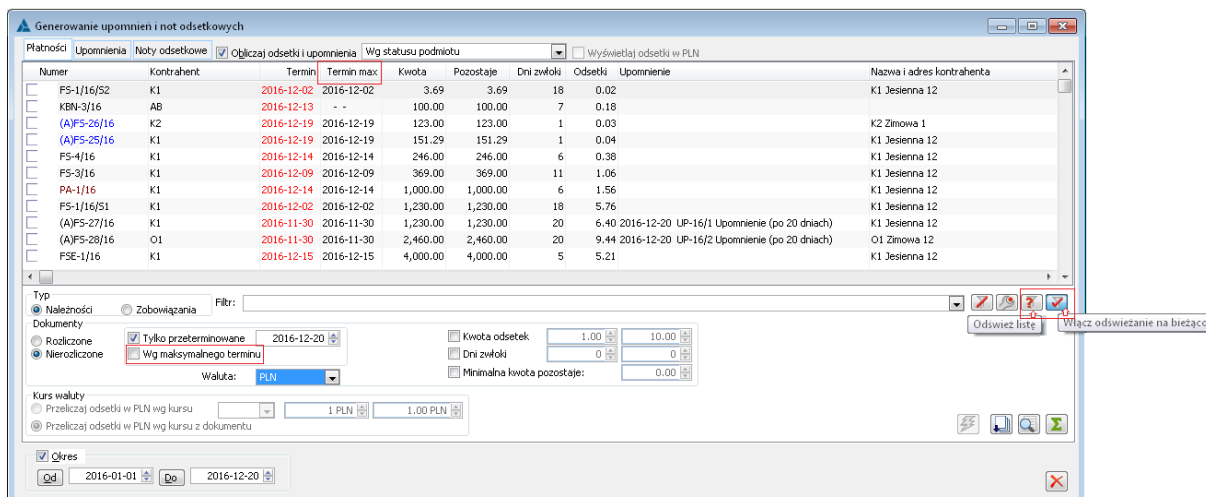 Generowanie upomnień i not odsetkowych
Płatności Upomnienia Noty odsetkowe Obliczaj odsetki i upomnienia Wg statusu podmiotu Wyświetlaj odsetki w PLN
Numer Kontrahent Termin Termin max Kwota Pozostaje Dni zwłoki Odsetki Upomnienie Nazwa i adres kontrahenta
FS-1/16/S2 K1 2016-12-02 2016-12-02 3.69 3.69 18 0.02 K1 Jesienna 12
KBN-3/16 AB 2016-12-13 - - 100.00 100.00 7 0.18
(A)FS-26/16 K2 2016-12-19 2016-12-19 123.00 123.00 1 0.03 K2 Zimowa 1
(A)FS-25/16 K1 2016-12-19 2016-12-19 151.29 151.29 1 0.04 K1 Jesienna 12
FS-4/16 K1 2016-12-14 2016-12-14 246.00 246.00 6 0.38 K1 Jesienna 12
FS-3/16 K1 2016-12-09 2016-12-09 369.00 369.00 11 1.06 K1 Jesienna 12
PA-1/16 K1 2016-12-14 2016-12-14 1,000.00 1,000.00 6 1.56 K1 Jesienna 12
FS-1/16/S1 K1 2016-12-02 2016-12-02 1,230.00 1,230.00 18 5.76 K1 Jesienna 12
(A)FS-27/16 K1 2016-11-30 2016-11-30 1,230.00 1,230.00 20 6.40 2016-12-20 UP-16/1 Upomnienie (po 20 dniach) K1 Jesienna 12
(A)FS-28/16 O1 2016-11-30 2016-11-30 2,460.00 2,460.00 20 9.44 2016-12-20 UP-16/2 Upomnienie (po 20 dniach) O1 Zimowa 12
FSE-1/16 K1 2016-12-15 2016-12-15 4,000.00 4,000.00 5 5.21 K1 Jesienna 12
Typ
Należności Zobowiązania Filtr:
Odśwież listę Włącz odświeżanie na bieżąco
Dokumenty
Rozliczone Tylko przeterminowane 2016-12-20 Kwota odsetek 1.00 10.00
Nierozliczone Wg maksymalnego terminu Dni zwłoki 0 0
Waluta: PLN Minimalna kwota pozostaje: 0.00
Kurs waluty
Przeliczaj odsetki w PLN wg kursu 1 PLN 1.00 PLN
Przeliczaj odsetki w PLN wg kursu z dokumentu
Okres
Od 2016-01-01 Do 2016-12-20